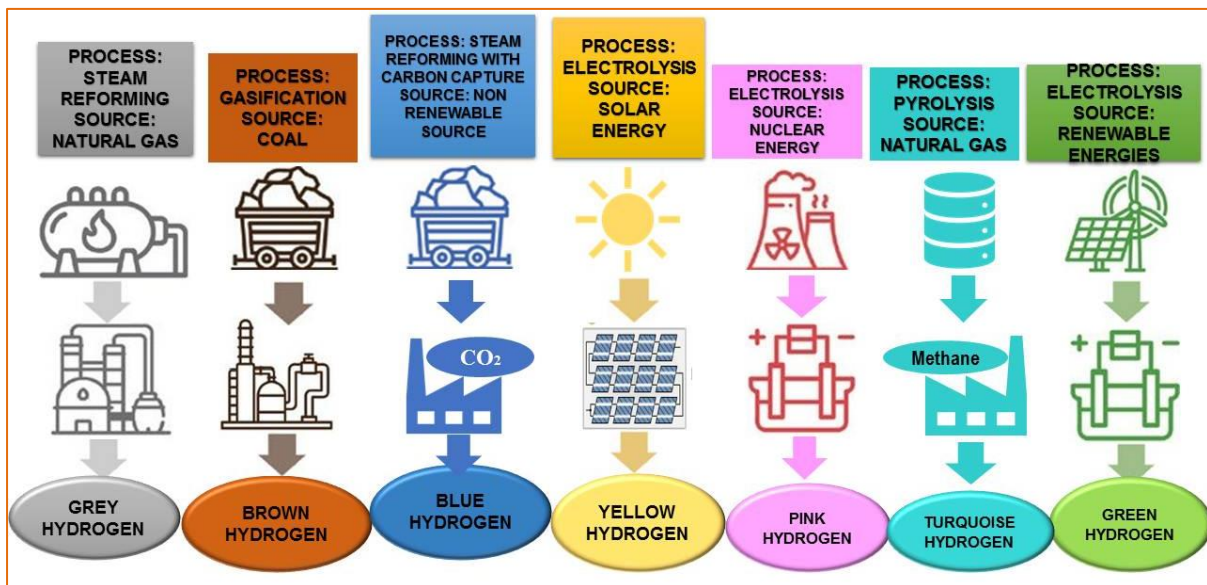 PROCESS:
STEAM
REFORMING
SOURCE:
NATURAL GAS
PROCESS:
GASIFICATION
SOURCE:
COAL
PROCESS: STEAM
REFORMING WITH
CARBON CAPTURE
SOURCE: NON
RENEWABLE
SOURCE
PROCESS:
ELECTROLYSIS
SOURCE:
SOLAR
ENERGY
PROCESS:
ELECTROLYSIS
SOURCE:
NUCLEAR
ENERGY
PROCESS:
PYROLYSIS
SOURCE:
NATURAL GAS
PROCESS:
ELECTROLYSIS
SOURCE:
RENEWABLE
ENERGIES
CO₂
+ −
Methane
+ −
GREY
HYDROGEN
BROWN
HYDROGEN
BLUE
HYDROGEN
YELLOW
HYDROGEN
PINK
HYDROGEN
TURQUOISE
HYDROGEN
GREEN
HYDROGEN